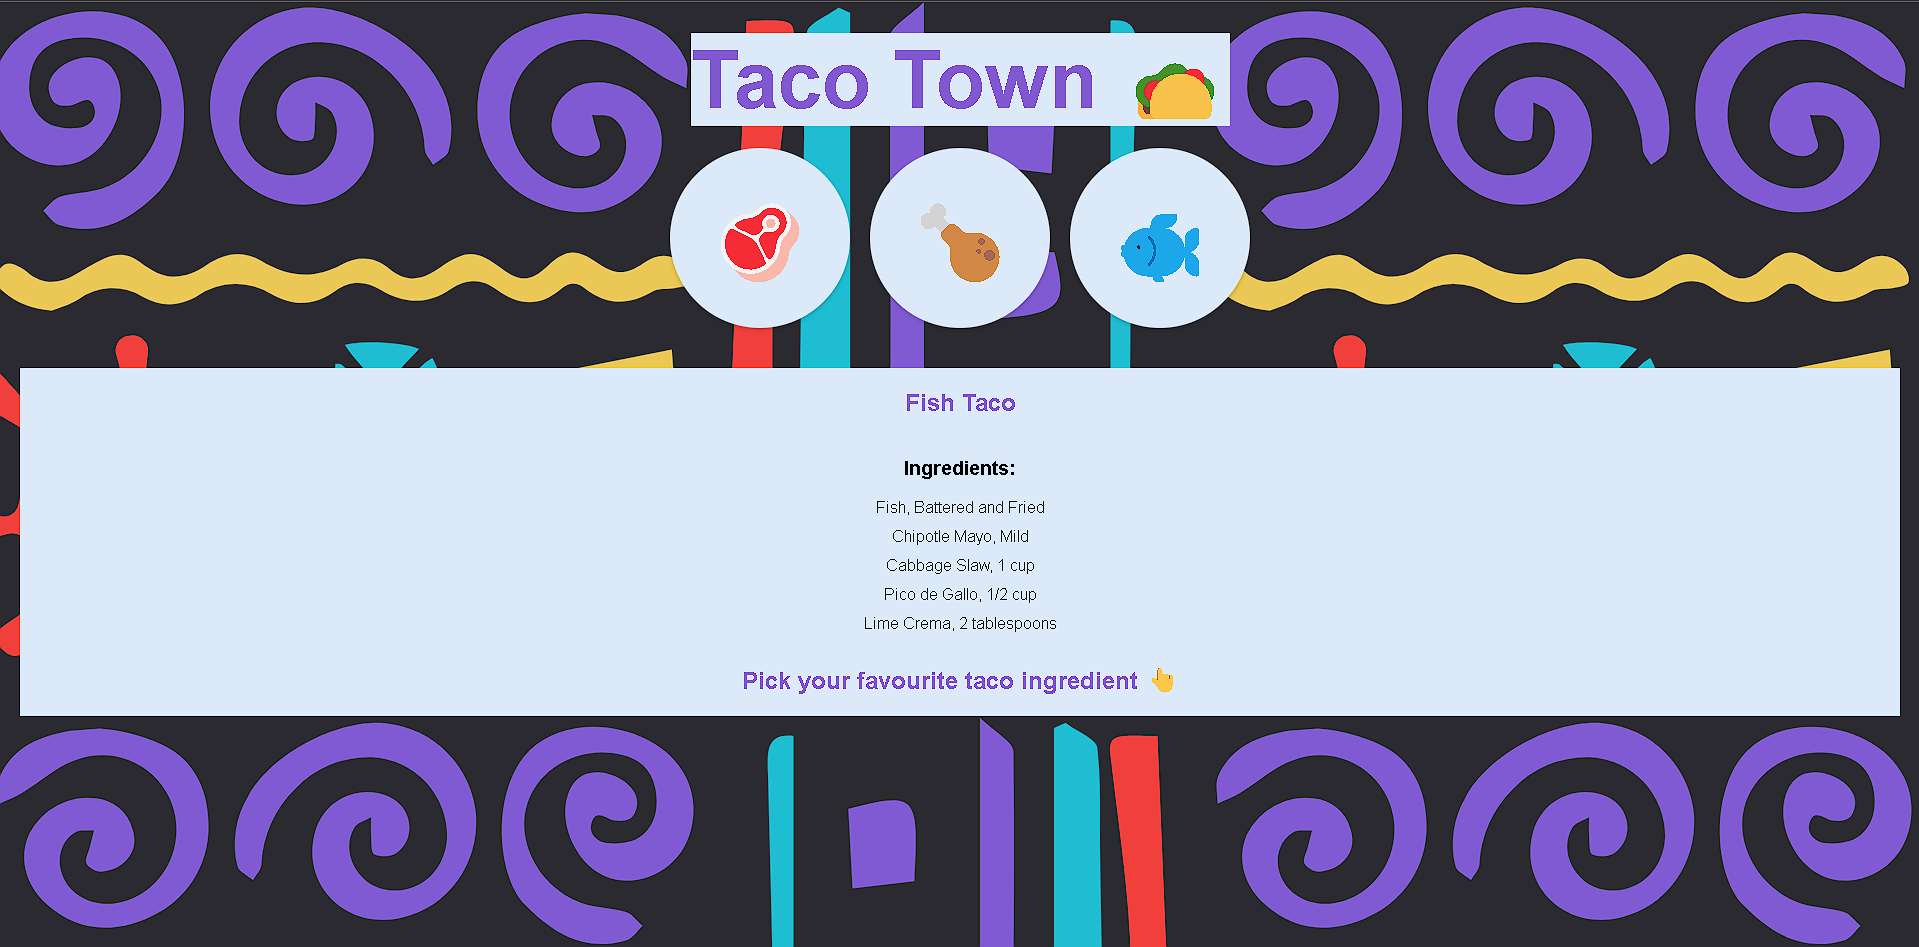 Taco Town 🌮
Fish Taco
Ingredients:
Fish, Battered and Fried
Chipotle Mayo, Mild
Cabbage Slaw, 1 cup
Pico de Gallo, 1/2 cup
Lime Crema, 2 tablespoons
Pick your favourite taco ingredient 👆